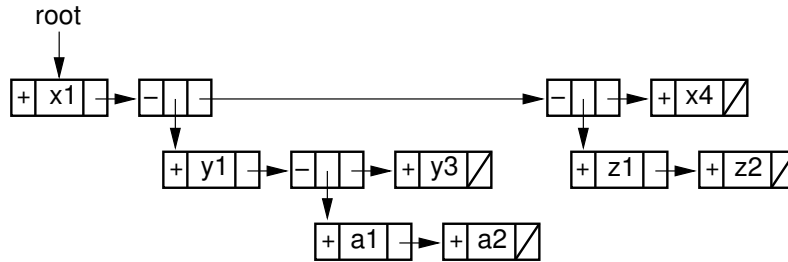 root
+ x1 − − + x4
+ y1 − + y3 + z1 + z2
+ a1 + a2